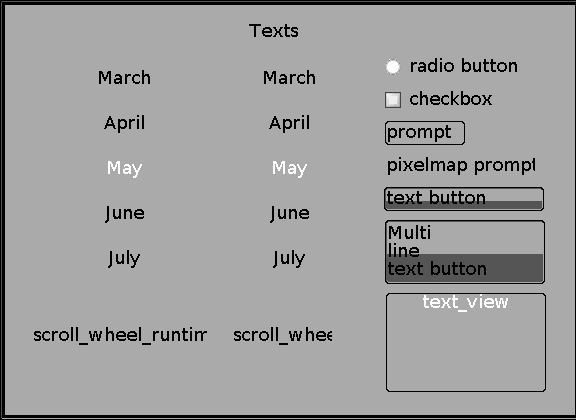 Texts
March
April
May
June
July
scroll_wheel_runtim
March
April
May
June
July
scroll_whee
radio button
checkbox
prompt
pixelmap prompt
text button
Multi
line
text button
text_view